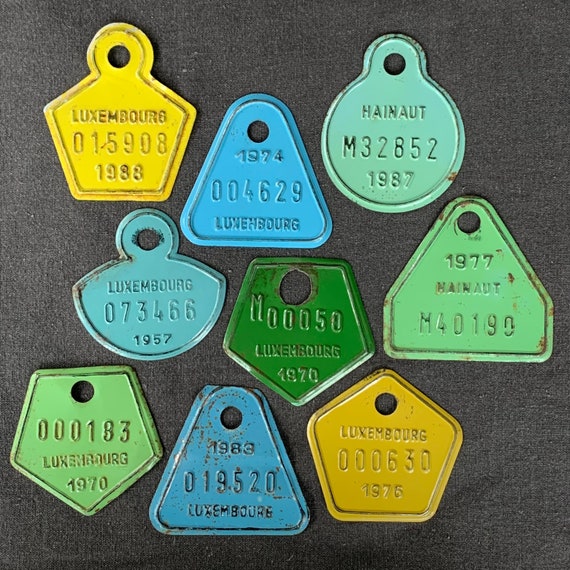 LUXEMBOURG
015908
1988
1974
004629
LUXEMBOURG
HAINAUT
M32852
1987
LUXEMBOURG
073466
1957
M00050
LUXEMBOURG
1970
1977
HAINAUT
M40190
000183
LUXEMBOURG
1970
1983
019520
LUXEMBOURG
LUXEMBOURG
000630
1976